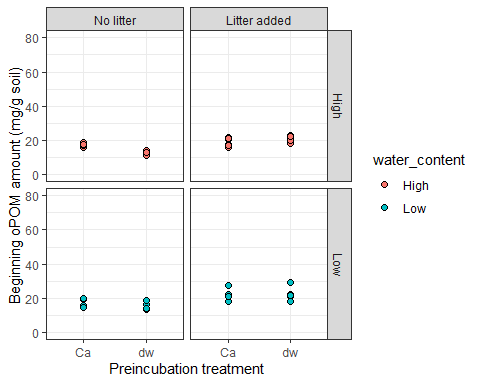 No litter
Litter added
80
60
40
20
0
High
80
60
40
20
0
Low
Ca
dw
Ca
dw
Preincubation treatment
Beginning oPOM amount (mg/g soil)
water_content
High
Low